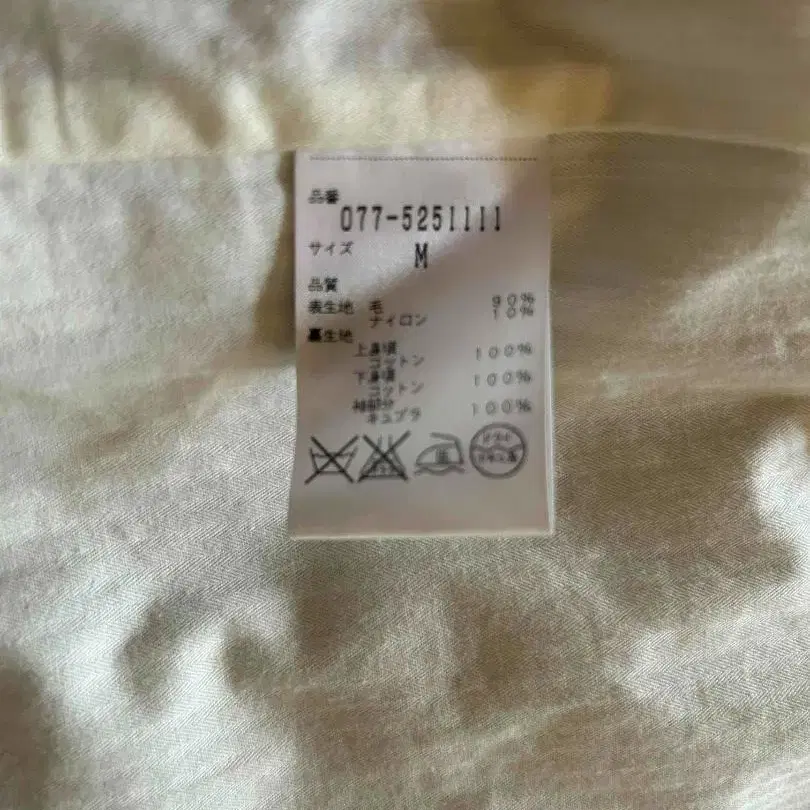 品番
077-5251111
サイズ M
品質
表生地 毛 90%
ナイロン 10%
裏生地
上身頃
コットン 100%
下身頃
コットン 100%
袖部分
キュプラ 100%